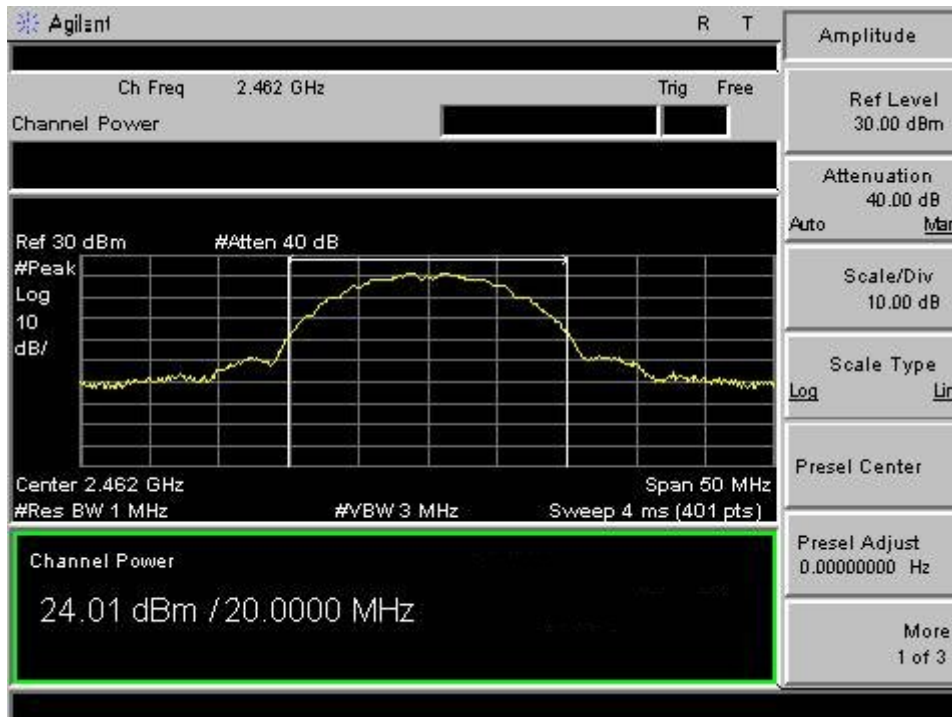 Agilent R T
Ch Freq 2.462 GHz Trig Free
Channel Power
Ref 30 dBm #Atten 40 dB
#Peak
Log
10
dB/
Center 2.462 GHz Span 50 MHz
#Res BW 1 MHz #VBW 3 MHz Sweep 4 ms (401 pts)
Channel Power
24.01 dBm / 20.0000 MHz
Amplitude
Ref Level
30.00 dBm
Attenuation
40.00 dB
Auto Man
Scale/Div
10.00 dB
Scale Type
Log Lin
Presel Center
Presel Adjust
0.00000000 Hz
More
1 of 3